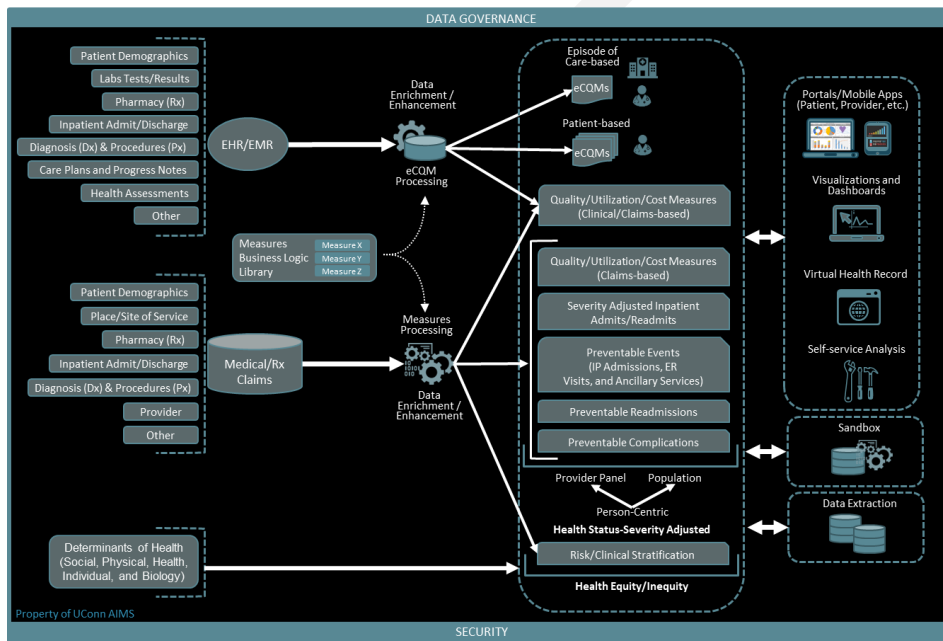 DATA GOVERNANCE
Patient Demographics
Labs Tests/Results
Pharmacy (Rx)
Inpatient Admit/Discharge
Diagnosis (Dx) & Procedures (Px)
Care Plans and Progress Notes
Health Assessments
Other
EHR/EMR
Data
Enrichment /
Enhancement
eCQM
Processing
Episode of
Care-based
eCQMs
Patient-based
eCQMs
Quality/Utilization/Cost Measures
(Clinical/Claims-based)
Measures
Business Logic
Library
Measure X
Measure Y
Measure Z
Patient Demographics
Place/Site of Service
Pharmacy (Rx)
Inpatient Admit/Discharge
Diagnosis (Dx) & Procedures (Px)
Provider
Other
Medical/Rx
Claims
Measures
Processing
01
10101
010
Data
Enrichment /
Enhancement
Quality/Utilization/Cost Measures
(Claims-based)
Severity Adjusted Inpatient
Admits/Readmits
Preventable Events
(IP Admissions, ER
Visits, and Ancillary Services)
Preventable Readmissions
Preventable Complications
Provider Panel
Population
Person-Centric
Health Status-Severity Adjusted
Risk/Clinical Stratification
Health Equity/Inequity
Determinants of Health
(Social, Physical, Health,
Individual, and Biology)
Portals/Mobile Apps
(Patient, Provider, etc.)
Visualizations and
Dashboards
Virtual Health Record
Self-service Analysis
Sandbox
Data Extraction
Property of UConn AIMS
SECURITY